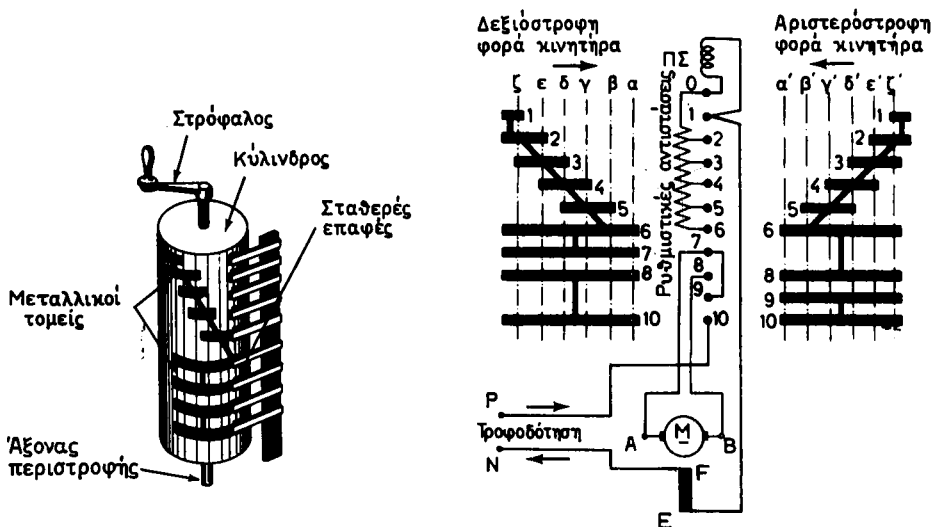 Στρόφαλος
Κύλινδρος
Σταθερές
επαφές
Μεταλλικοί
τομείς
Άξονας
περιστροφής
Δεξιόστροφη
φορά κινητήρα
ζ ε δ γ β α
1
2
3
4
5
6
7
8
10
ΠΣ
Ρυθμιστικές αντιστάσεις
0
1
2
3
4
5
6
7
8
9
10
Αριστερόστροφη
φορά κινητήρα
α' β' γ' δ' ε' ζ'
1
2
3
4
5
6
8
9
10
P
Τροφοδότηση
N
A
M
B
F
E